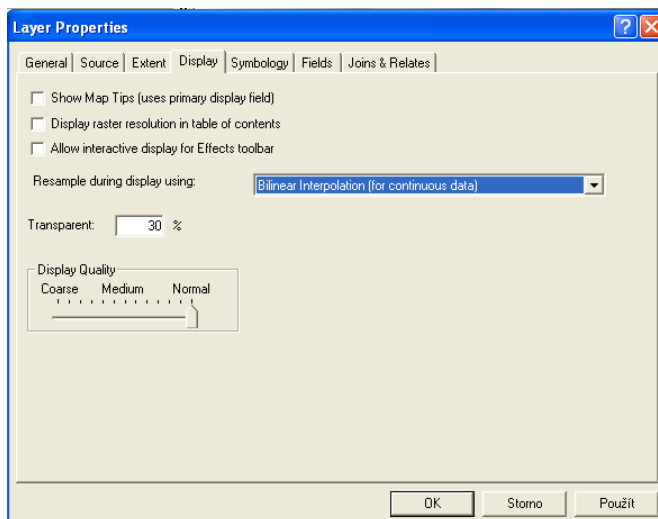 Layer Properties
General Source Extent Display Symbology Fields Joins & Relates
Show Map Tips (uses primary display field)
Display raster resolution in table of contents
Allow interactive display for Effects toolbar
Resample during display using: Bilinear Interpolation (for continuous data)
Transparent: 30 %
Display Quality
Coarse Medium Normal
OK Storno Použít